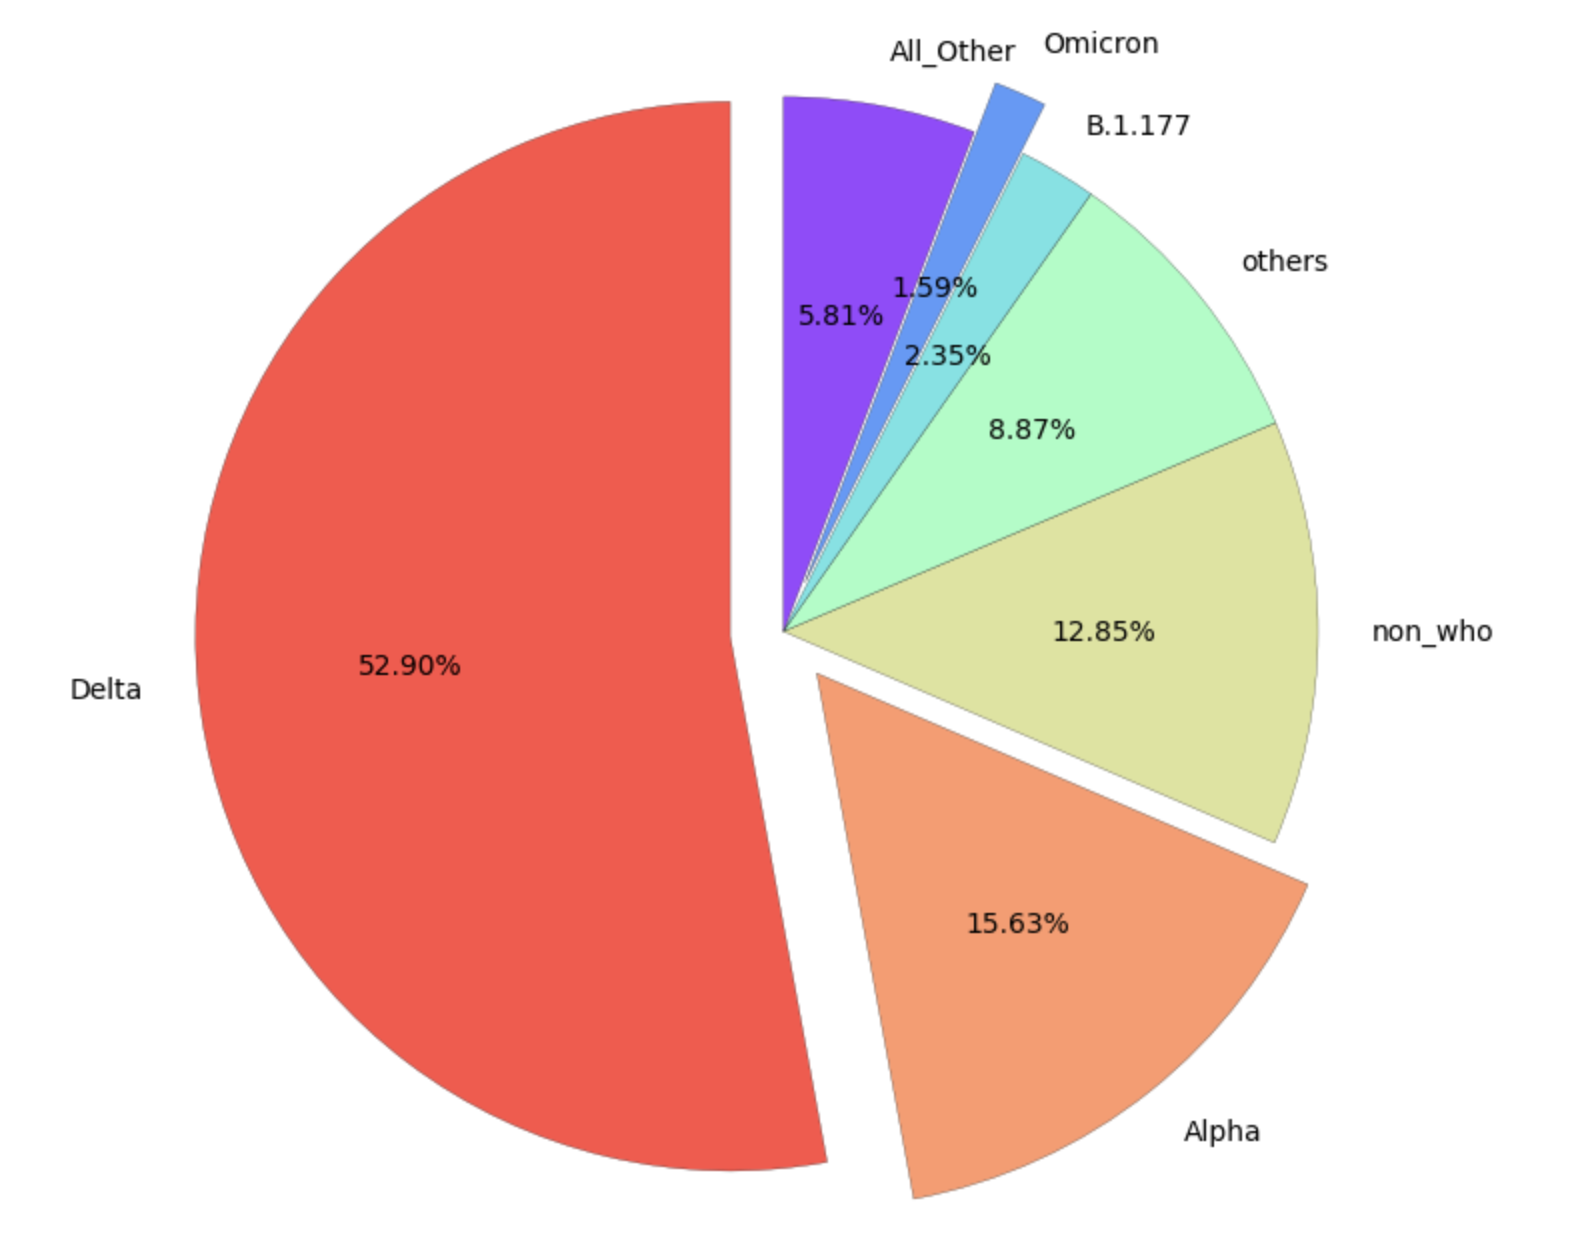 Omicron
All_Other
B.1.177
others
1.59%
5.81%
2.35%
8.87%
non_who
12.85%
52.90%
Delta
15.63%
Alpha